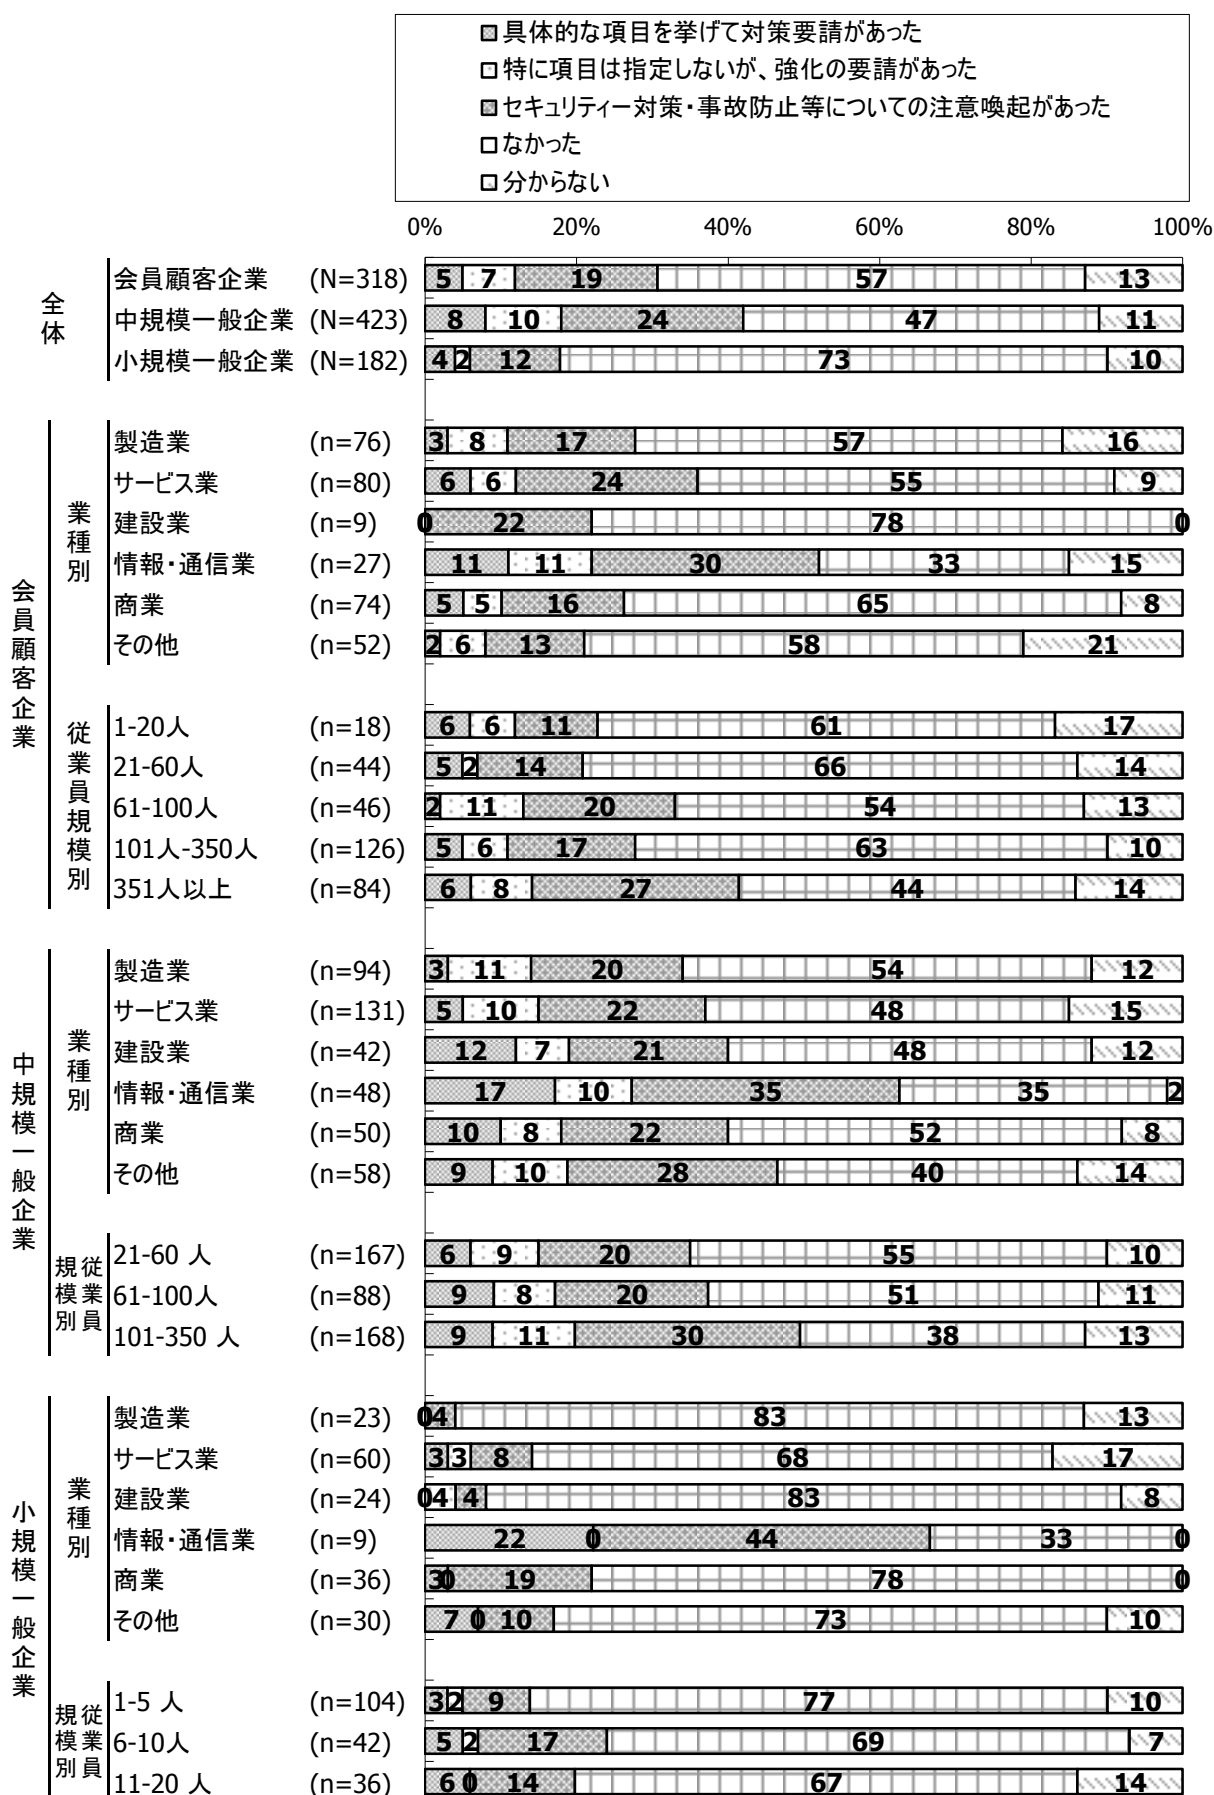 具体的な項目を挙げて対策要請があった
特に項目は指定しないが、強化の要請があった
セキュリティー対策・事故防止等についての注意喚起があった
なかった
分からない
0% 20% 40% 60% 80% 100%
全体
会員顧客企業 (N=318) 5 7 19 57 13
中規模一般企業 (N=423) 8 10 24 47 11
小規模一般企業 (N=182) 4 2 12 73 10
会員顧客企業
業種別
製造業 (n=76) 3 8 17 57 16
サービス業 (n=80) 6 6 24 55 9
建設業 (n=9) 0 22 78 0
情報・通信業 (n=27) 11 11 30 33 15
商業 (n=74) 5 5 16 65 8
その他 (n=52) 2 6 13 58 21
従業員規模別
1-20人 (n=18) 6 6 11 61 17
21-60人 (n=44) 5 2 14 66 14
61-100人 (n=46) 2 11 20 54 13
101人-350人 (n=126) 5 6 17 63 10
351人以上 (n=84) 6 8 27 44 14
中規模一般企業
業種別
製造業 (n=94) 3 11 20 54 12
サービス業 (n=131) 5 10 22 48 15
建設業 (n=42) 12 7 21 48 12
情報・通信業 (n=48) 17 10 35 35 2
商業 (n=50) 10 8 22 52 8
その他 (n=58) 9 10 28 40 14
従業員規模別
21-60 人 (n=167) 6 9 20 55 10
61-100人 (n=88) 9 8 20 51 11
101-350 人 (n=168) 9 11 30 38 13
小規模一般企業
業種別
製造業 (n=23) 0 4 83 13
サービス業 (n=60) 3 3 8 68 17
建設業 (n=24) 0 4 4 83 8
情報・通信業 (n=9) 22 0 44 33 0
商業 (n=36) 3 0 19 78 0
その他 (n=30) 7 0 10 73 10
従業員規模別
1-5 人 (n=104) 3 2 9 77 10
6-10人 (n=42) 5 2 17 69 7
11-20 人 (n=36) 6 0 14 67 14